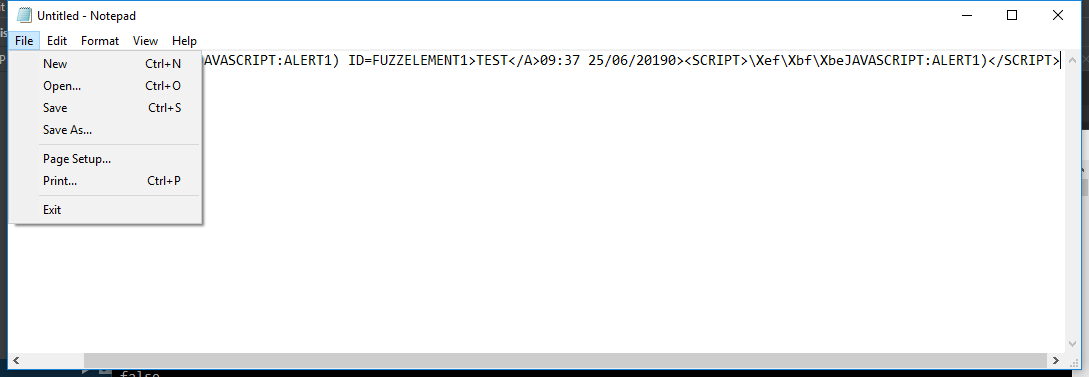 Untitled - Notepad
File Edit Format View Help
AVASCRIPT:ALERT1) ID=FUZZELEMENT1>TEST</A>09:37 25/06/20190><SCRIPT>\Xef\Xbf\XbeJAVASCRIPT:ALERT1)</SCRIPT>
New Ctrl+N
Open... Ctrl+O
Save Ctrl+S
Save As...
Page Setup...
Print... Ctrl+P
Exit
false